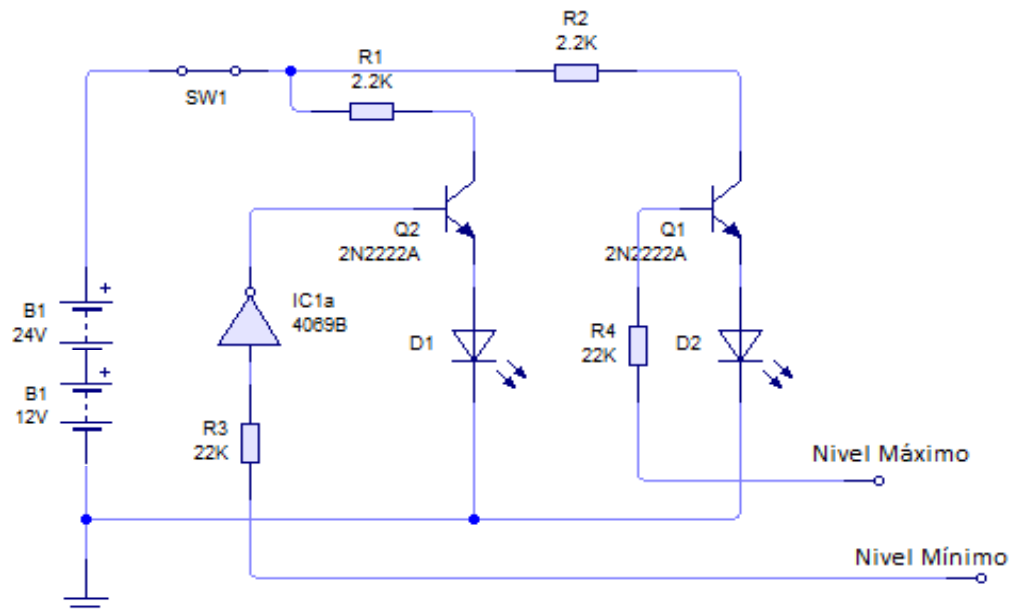 R2
2.2K
R1
2.2K
SW1
Q2
2N2222A
Q1
2N2222A
B1
24V
IC1a
4069B
D1
R4
22K
D2
B1
12V
R3
22K
Nivel Máximo
Nivel Mínimo